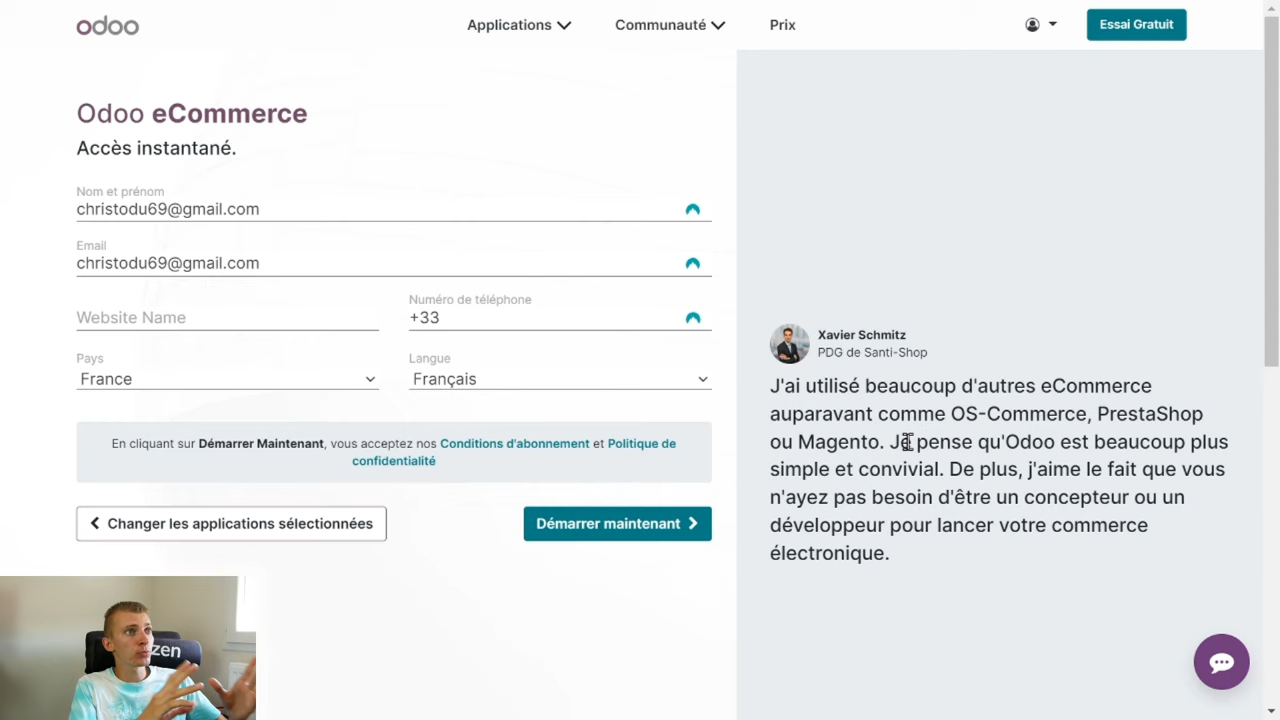 odoo
Applications
Communauté
Prix
Essai Gratuit
Odoo eCommerce
Accès instantané.
Nom et prénom
christodu69@gmail.com
Email
christodu69@gmail.com
Website Name
Numéro de téléphone
+33
Pays
France
Langue
Français
En cliquant sur Démarrer Maintenant, vous acceptez nos Conditions d'abonnement et Politique de
confidentialité
Changer les applications sélectionnées
Démarrer maintenant
Xavier Schmitz
PDG de Santi-Shop
J'ai utilisé beaucoup d'autres eCommerce
auparavant comme OS-Commerce, PrestaShop
ou Magento. Je pense qu'Odoo est beaucoup plus
simple et convivial. De plus, j'aime le fait que vous
n'ayez pas besoin d'être un concepteur ou un
développeur pour lancer votre commerce
électronique.
zen